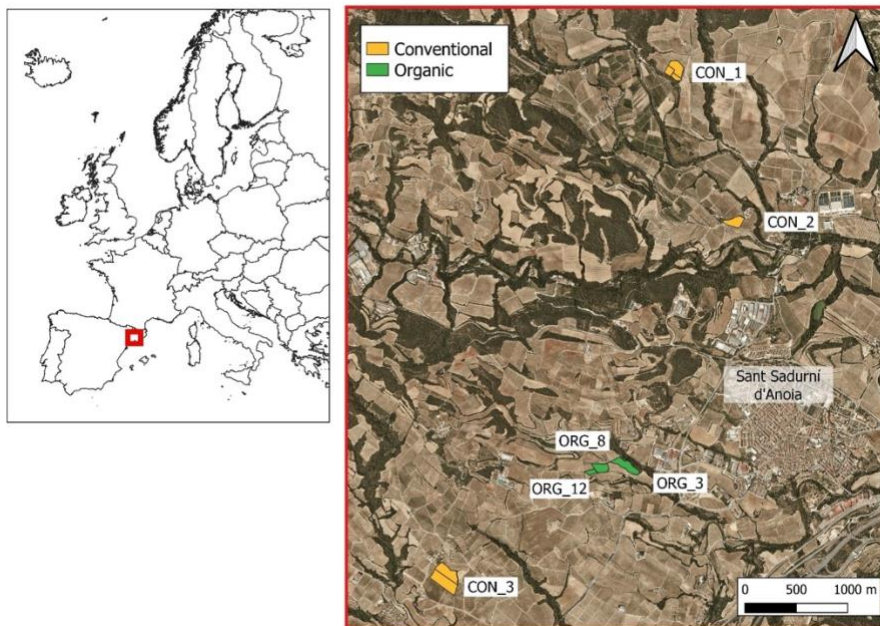 Conventional
Organic
CON_1
CON_2
Sant Sadurní
d'Anoia
ORG_8
ORG_12
ORG_3
CON_3
0 500 1000 m